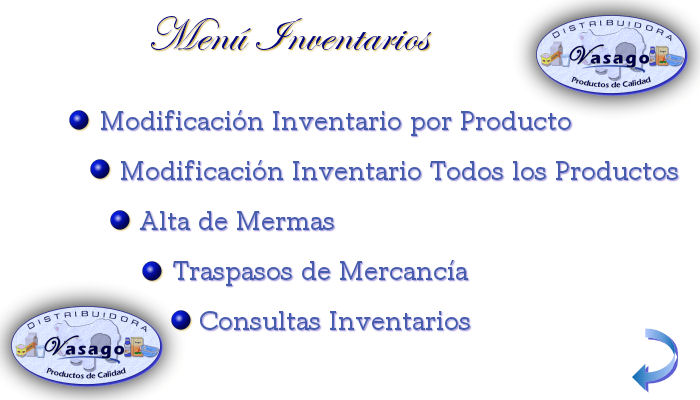 Menú Inventarios
DISTRIBUIDORA
Vasago
Productos de Calidad
Modificación Inventario por Producto
Modificación Inventario Todos los Productos
Alta de Mermas
Traspasos de Mercancía
Consultas Inventarios
DISTRIBUIDORA
Vasago
Productos de Calidad